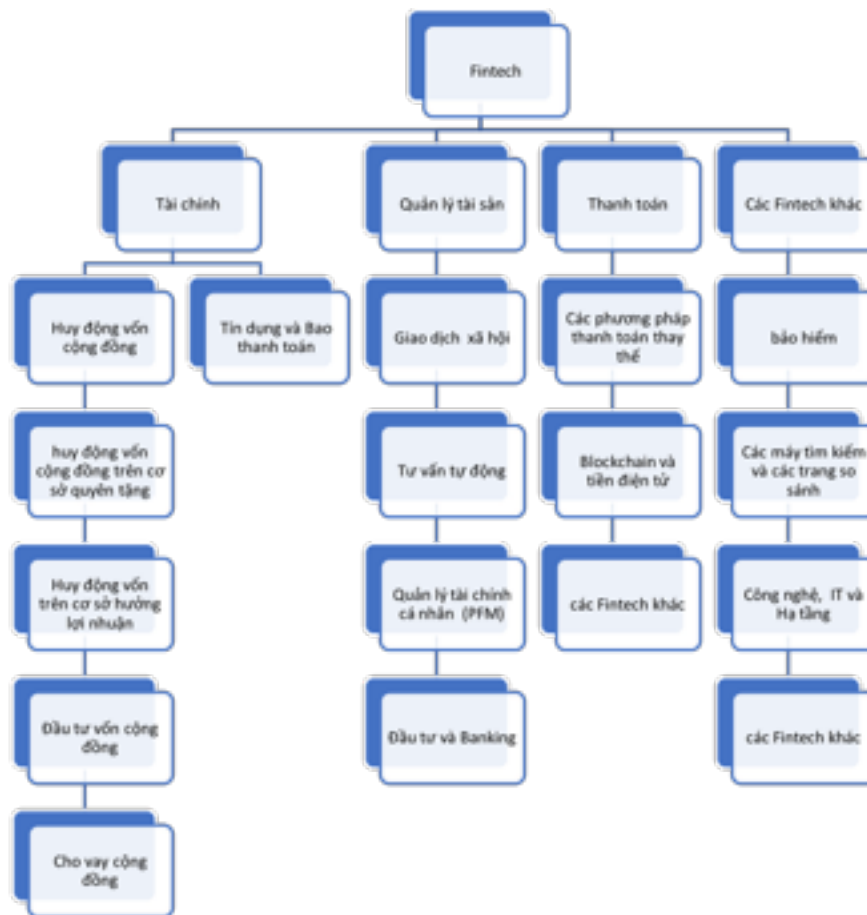 Fintech
Tài chính
Quản lý tài sản
Thanh toán
Các Fintech khác
Huy động vốn
cộng đồng
Tín dụng và Bao
thanh toán
Giao dịch xã hội
Các phương pháp
thanh toán thay
thế
bảo hiểm
huy động vốn
cộng đồng trên cơ
sở quyên tặng
Tư vấn tự động
Blockchain và
tiền điện tử
Các máy tìm kiếm
và các trang so
sánh
Huy động vốn
trên cơ sở hưởng
lợi nhuận
Quản lý tài chính
cá nhân (PFM)
các Fintech khác
Công nghệ, IT và
Hạ tầng
Đầu tư vốn cộng
đồng
Đầu tư và Banking
các Fintech khác
Cho vay cộng
đồng